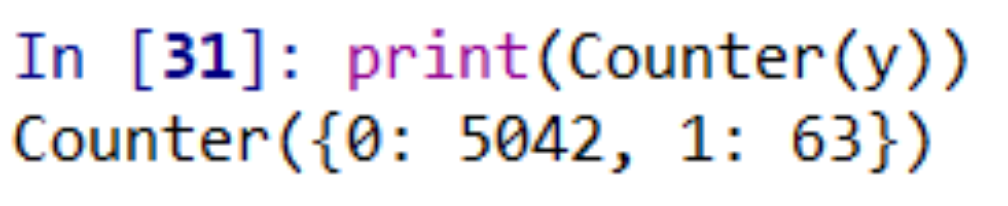 In [31]: print(Counter(y))
Counter({0: 5042, 1: 63})